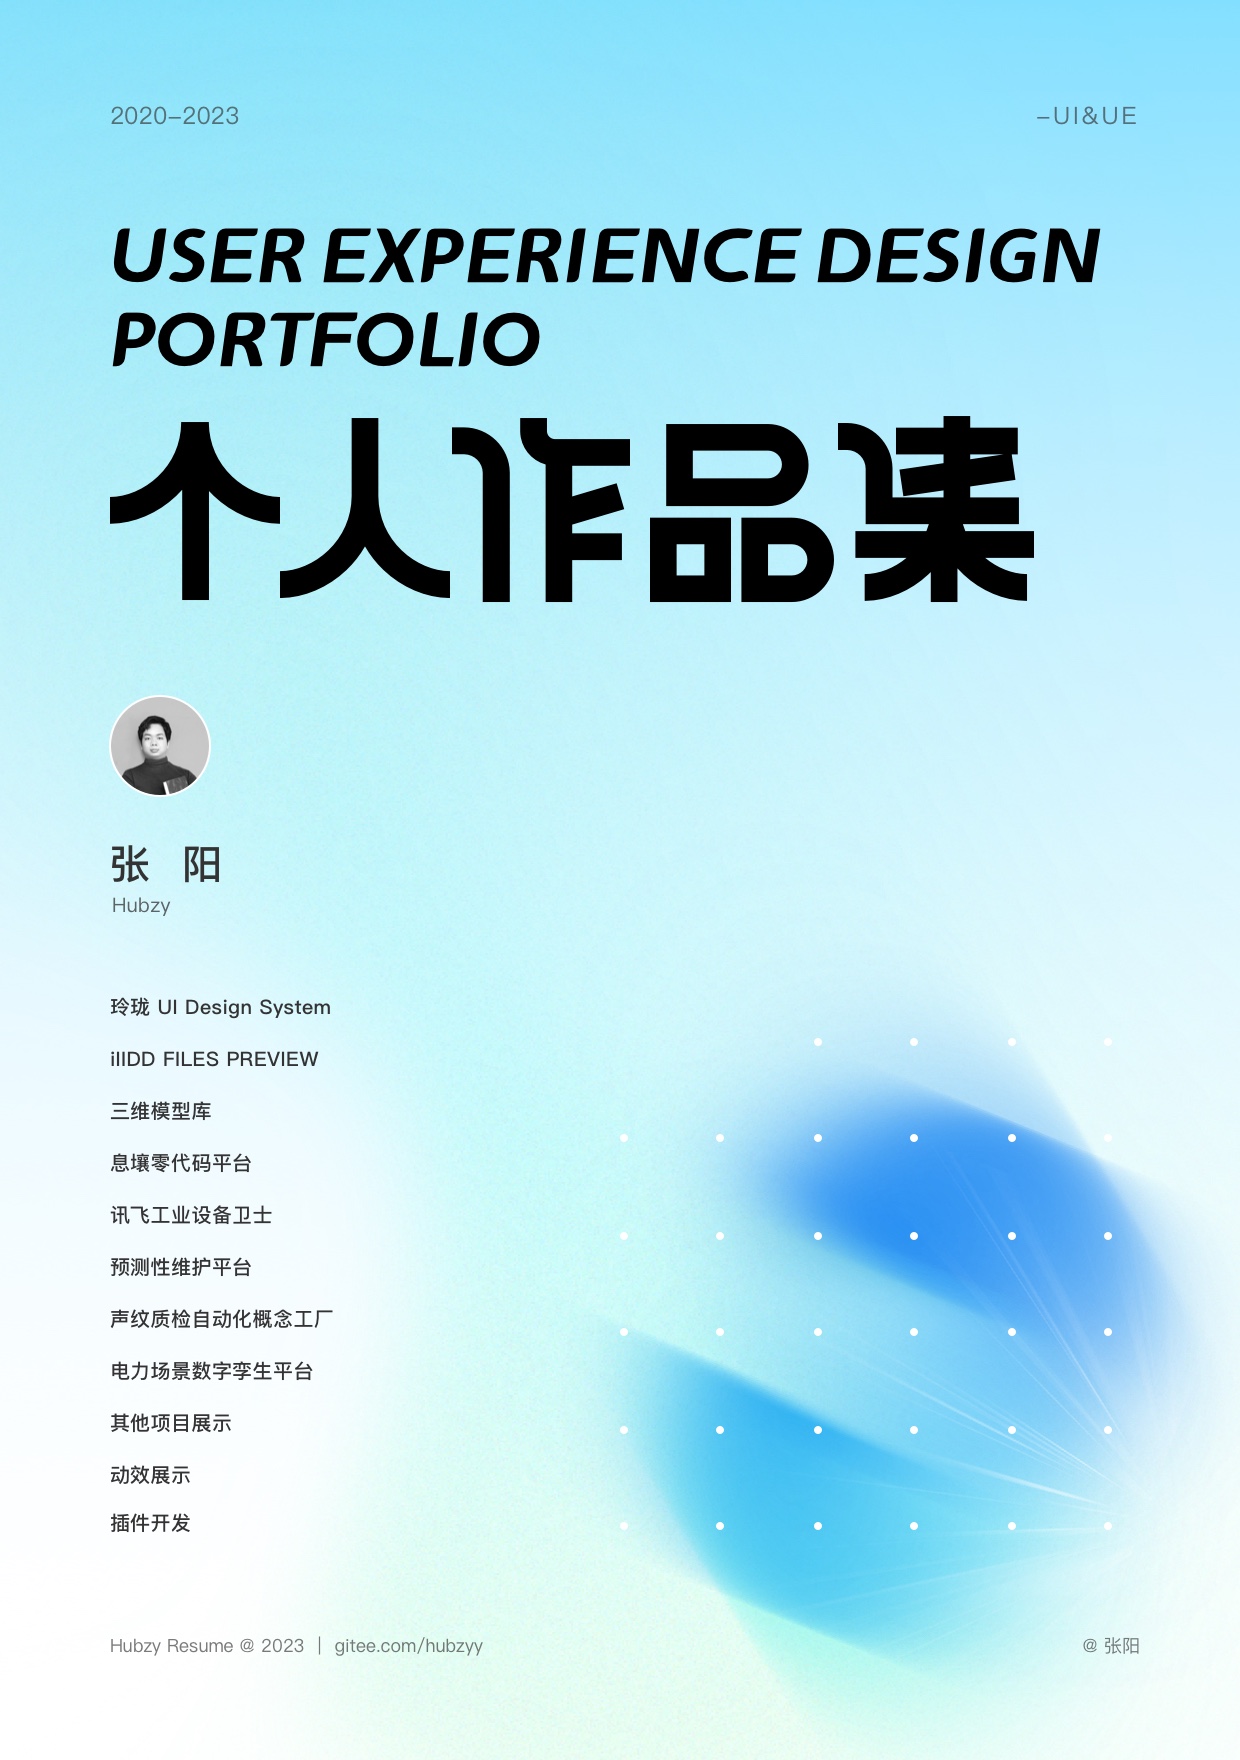 2020–2023
–UI&UE
USER EXPERIENCE DESIGN
PORTFOLIO
个人作品集
张 阳
Hubzy
玲珑 UI Design System
iIIDD FILES PREVIEW
三维模型库
息壤零代码平台
讯飞工业设备卫士
预测性维护平台
声纹质检自动化概念工厂
电力场景数字孪生平台
其他项目展示
动效展示
插件开发
Hubzy Resume @ 2023 | gitee.com/hubzyy
@ 张阳